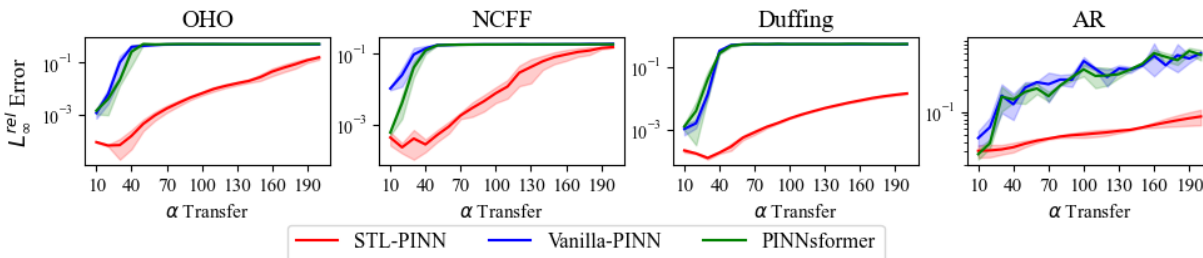 OHO
NCFF
Duffing
AR
L∞^rel Error
10⁻¹
10⁻³
10⁻¹
10⁻³
10⁻¹
10⁻³
10⁻¹
10 40 70 100 130 160 190
10 40 70 100 130 160 190
10 40 70 100 130 160 190
10 40 70 100 130 160 190
α Transfer
α Transfer
α Transfer
α Transfer
STL-PINN
Vanilla-PINN
PINNsformer